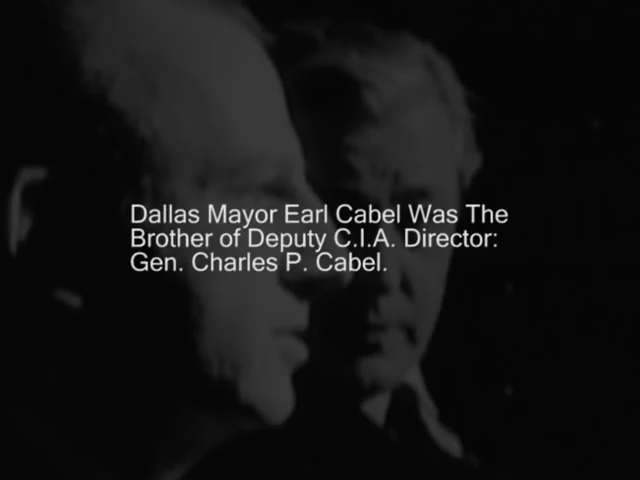 Dallas Mayor Earl Cabel Was The
Brother of Deputy C.I.A. Director:
Gen. Charles P. Cabel.